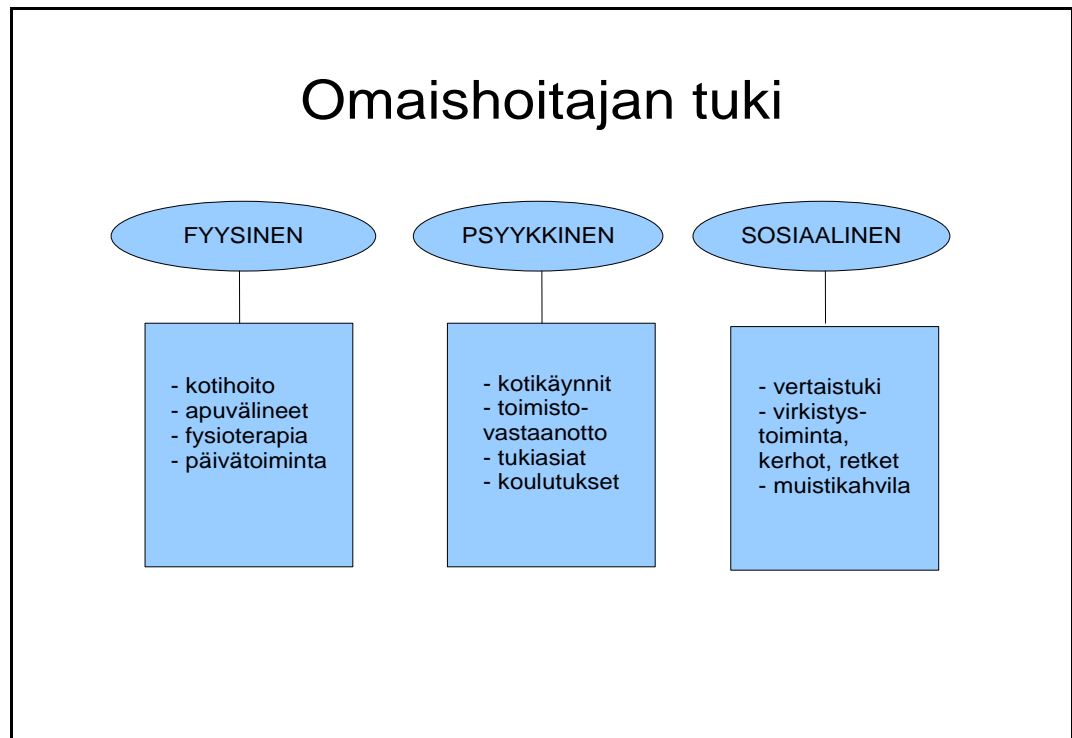 Omaishoitajan tuki
FYYSINEN
- kotihoito
- apuvälineet
- fysioterapia
- päivätoiminta
PSYYKKINEN
- kotikäynnit
- toimisto-
vastaanotto
- tukiasiat
- koulutukset
SOSIAALINEN
- vertaistuki
- virkistys-
toiminta,
kerhot, retket
- muistikahvila